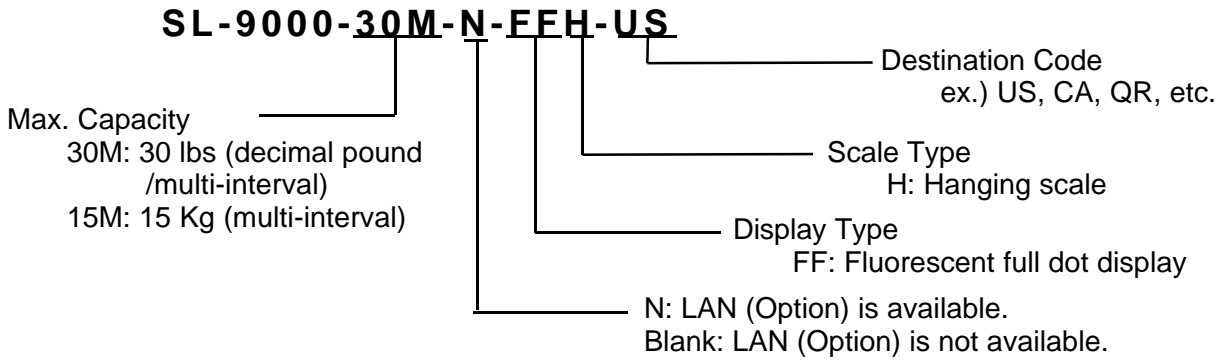 SL-9000-30M-N-FFH-US
Destination Code
ex.) US, CA, QR, etc.
Max. Capacity
30M: 30 lbs (decimal pound
/multi-interval)
15M: 15 Kg (multi-interval)
Scale Type
H: Hanging scale
Display Type
FF: Fluorescent full dot display
N: LAN (Option) is available.
Blank: LAN (Option) is not available.